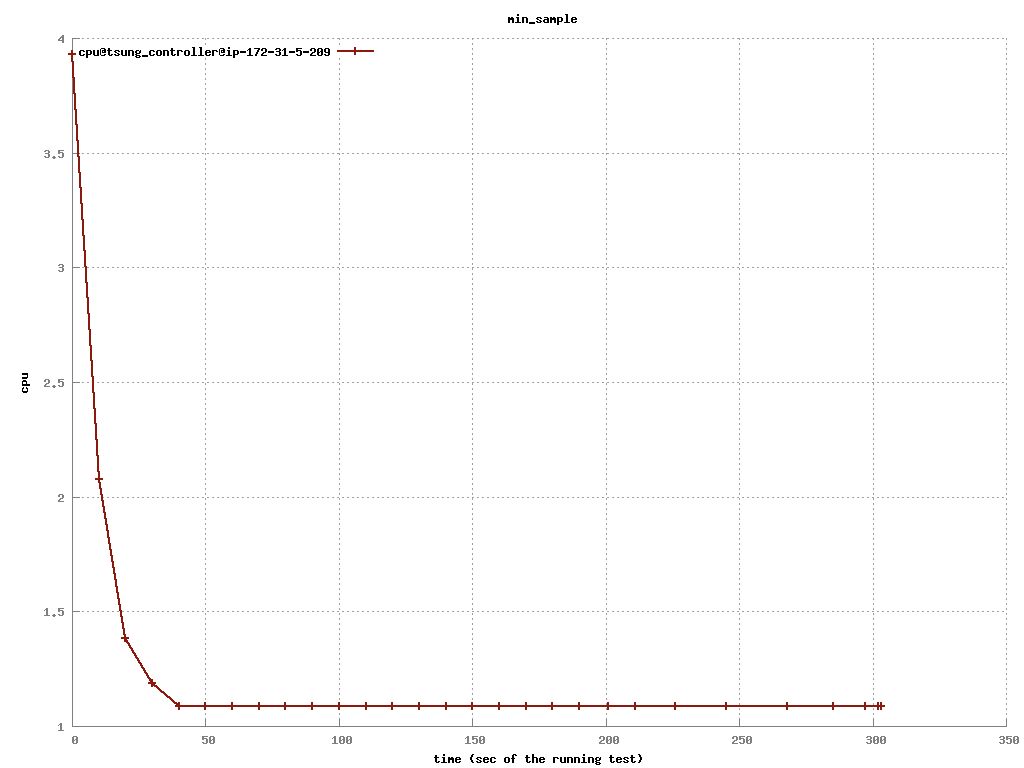 min_sample
cpu@tsung_controller@ip-172-31-5-209
4
3.5
3
2.5
2
1.5
1
cpu
0 50 100 150 200 250 300 350
time (sec of the running test)